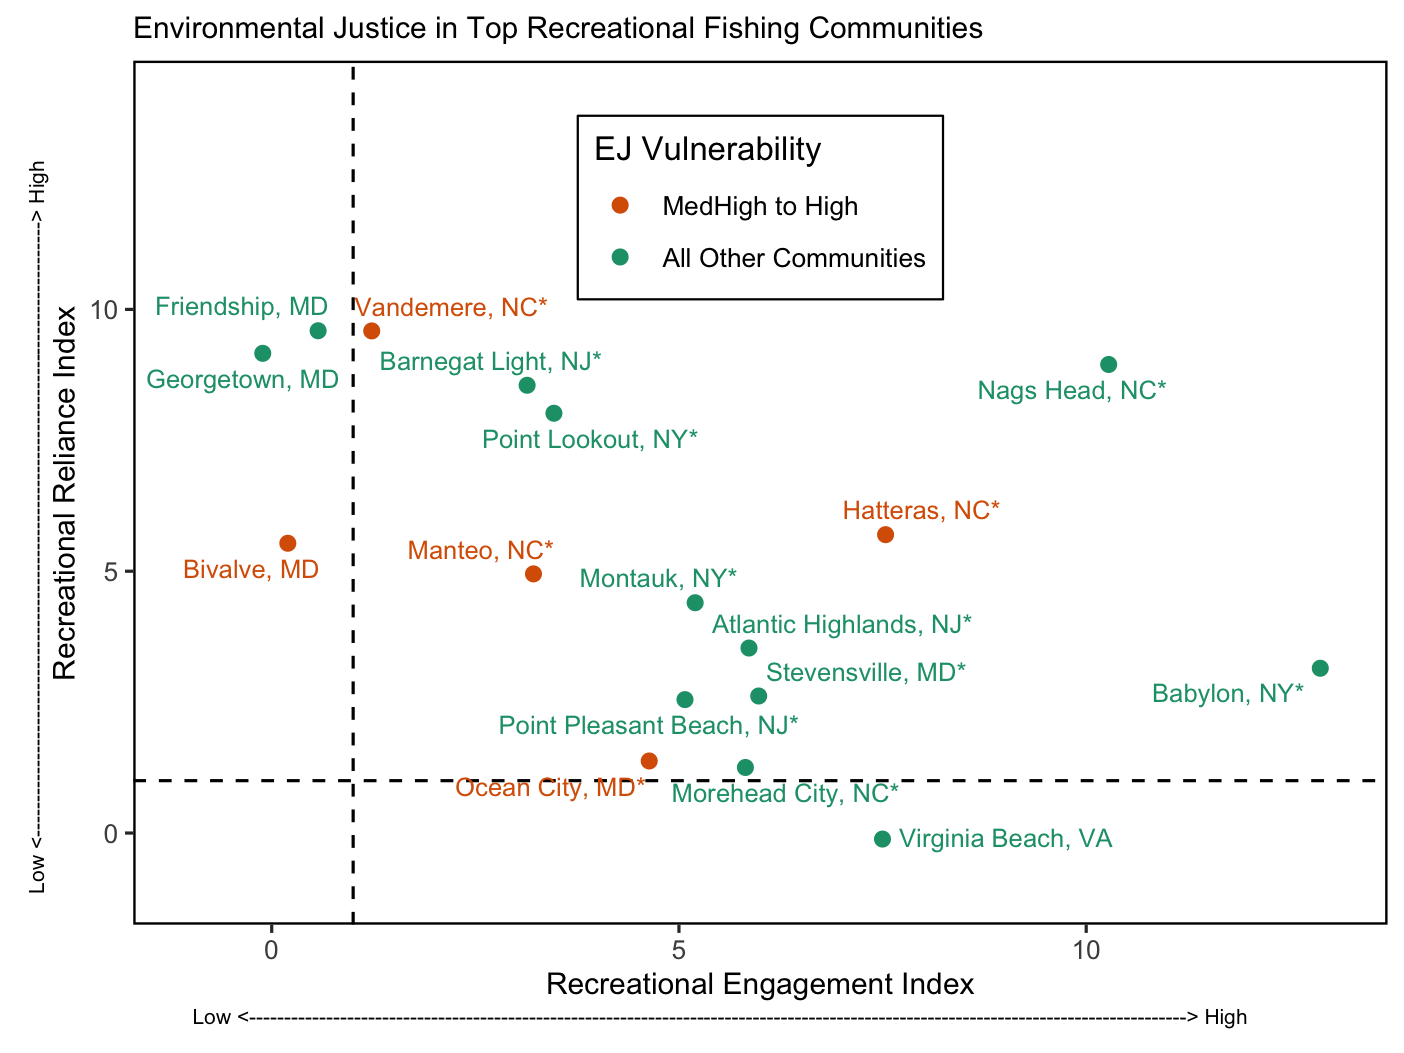 Environmental Justice in Top Recreational Fishing Communities
EJ Vulnerability
MedHigh to High
All Other Communities
Low <-----------------------------------------------------------------------------------------> High
Recreational Reliance Index
10
5
0
Friendship, MD
Vandemere, NC*
Georgetown, MD
Barnegat Light, NJ*
Nags Head, NC*
Point Lookout, NY*
Hatteras, NC*
Bivalve, MD
Manteo, NC*
Montauk, NY*
Atlantic Highlands, NJ*
Stevensville, MD*
Babylon, NY*
Point Pleasant Beach, NJ*
Ocean City, MD*
Morehead City, NC*
Virginia Beach, VA
0 5 10
Recreational Engagement Index
Low <--------------------------------------------------------------------------------------------------------------------------------------> High